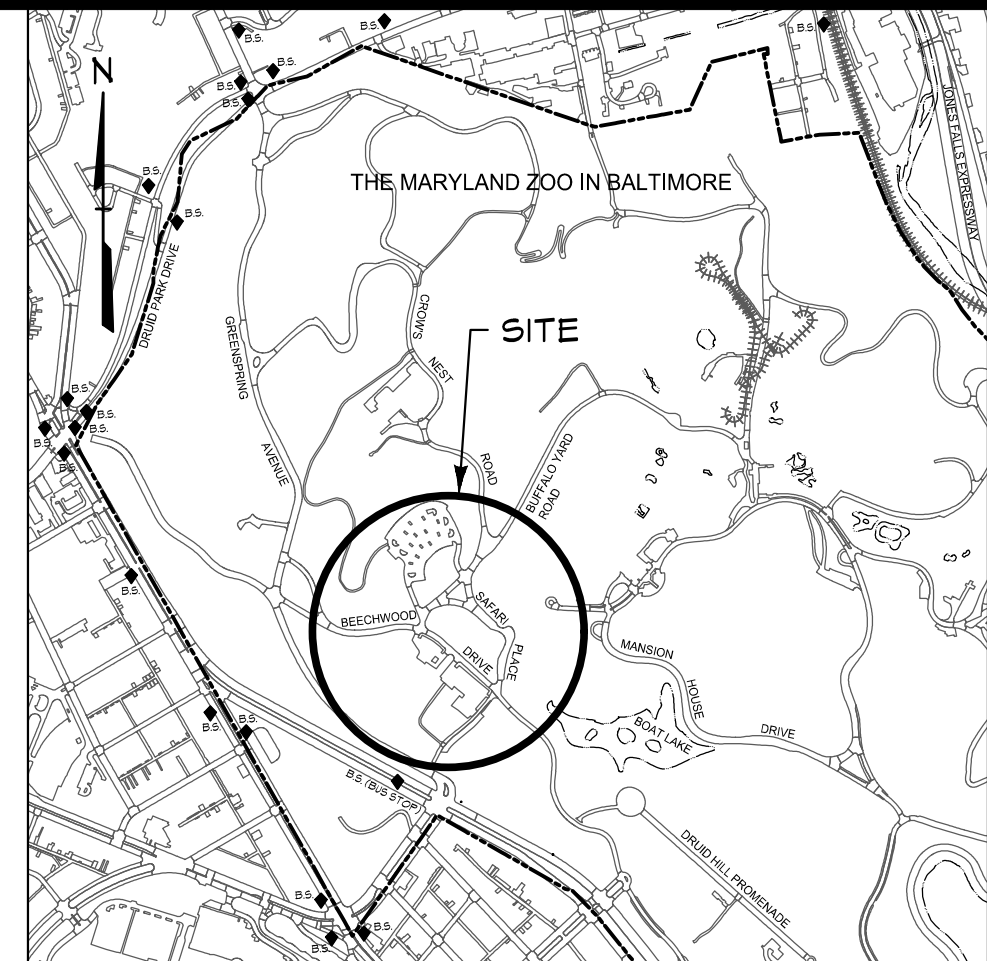 B.S.
B.S.
B.S.
N
B.S.
B.S.
JONES FALLS EXPRESSWAY
B.S.
THE MARYLAND ZOO IN BALTIMORE
B.S.
DRUID PARK DRIVE
CROW'S
NEST
ROAD
SITE
GREENSPRING
AVENUE
B.S.
B.S.
B.S.
B.S.
B.S.
BUFFALO YARD
ROAD
B.S.
BEECHWOOD
DRIVE
SAFARI
PLACE
MANSION
HOUSE
DRIVE
BOAT LAKE
B.S.
B.S.
B.S. (BUS STOP)
DRUID HILL PROMENADE
B.S.
B.S.
B.S.